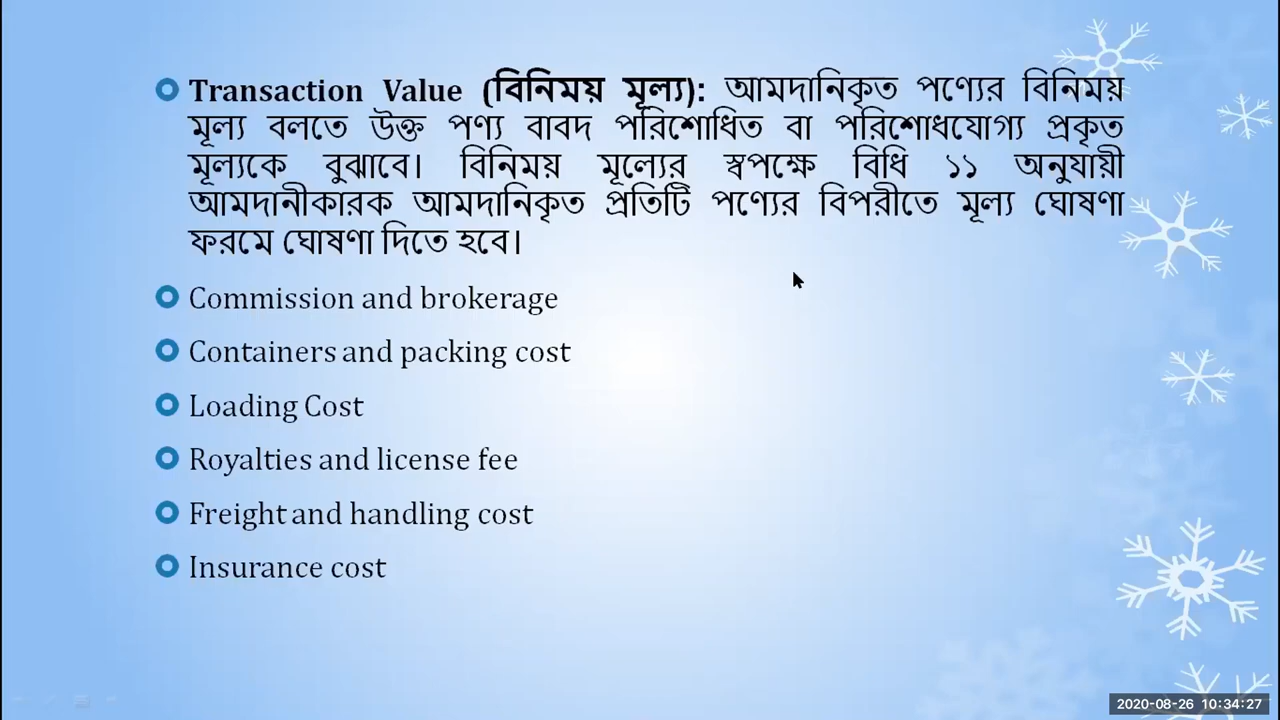 Transaction Value (বিনিময় মূল্য): আমদানিকৃত পণ্যের বিনিময়
মূল্য বলতে উক্ত পণ্য বাবদ পরিশোধিত বা পরিশোধযোগ্য প্রকৃত
মূল্যকে বুঝাবে। বিনিময় মূল্যের স্বপক্ষে বিধি ১১ অনুযায়ী
আমদানীকারক আমদানিকৃত প্রতিটি পণ্যের বিপরীতে মূল্য ঘোষণা
ফরমে ঘোষণা দিতে হবে।
Commission and brokerage
Containers and packing cost
Loading Cost
Royalties and license fee
Freight and handling cost
Insurance cost
2020-08-26 10:34:27